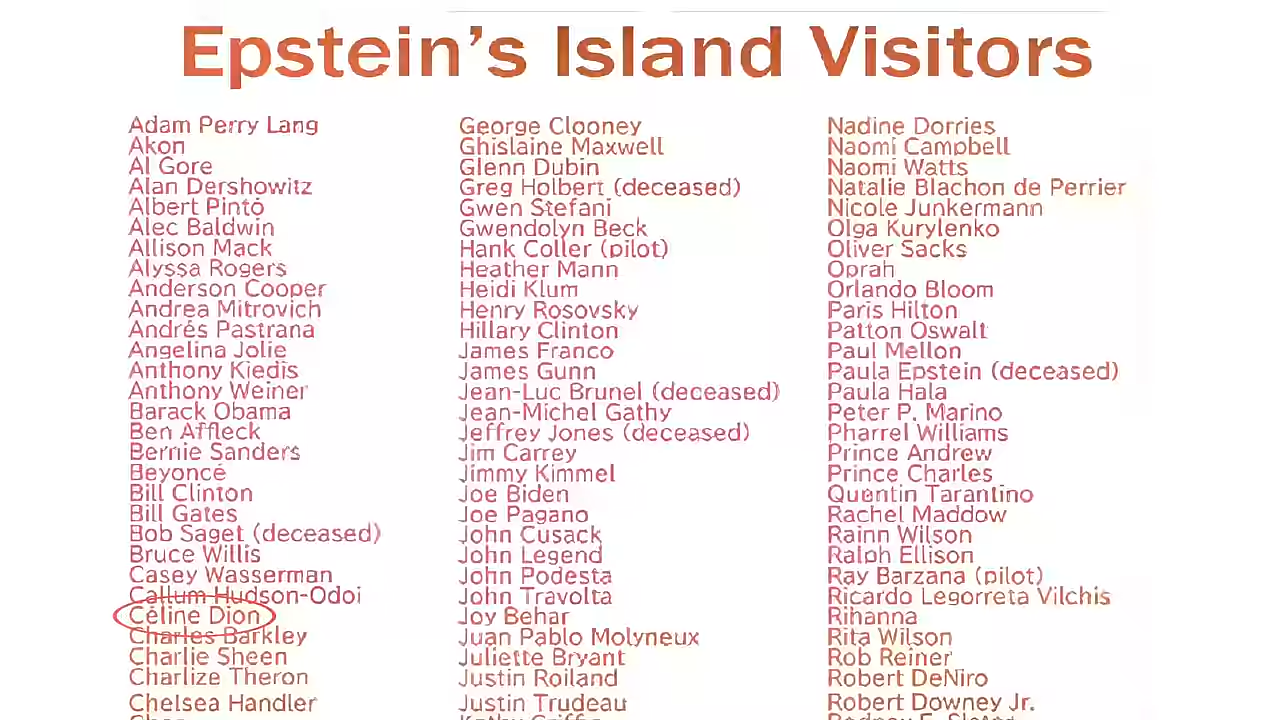 Epstein's Island Visitors
Adam Perry Lang
Akon
Al Gore
Alan Dershowitz
Albert Pinto
Alec Baldwin
Allison Mack
Alyssa Rogers
Anderson Cooper
Andrea Mitrovich
Andrés Pastrana
Angelina Jolie
Anthony Kiedis
Anthony Weiner
Barack Obama
Ben Affleck
Bernie Sanders
Beyoncé
Bill Clinton
Bill Gates
Bob Saget (deceased)
Bruce Willis
Casey Wasserman
Callum Hudson-Odoi
Céline Dion
Charles Barkley
Charlie Sheen
Charlize Theron
Chelsea Handler
George Clooney
Ghislaine Maxwell
Glenn Dubin
Greg Holbert (deceased)
Gwen Stefani
Gwendolyn Beck
Hank Coller (pilot)
Heather Mann
Heidi Klum
Henry Rosovsky
Hillary Clinton
James Franco
James Gunn
Jean-Luc Brunel (deceased)
Jean-Michel Gathy
Jeffrey Jones (deceased)
Jim Carrey
Jimmy Kimmel
Joe Biden
Joe Pagano
John Cusack
John Legend
John Podesta
John Travolta
Joy Behar
Juan Pablo Molyneux
Juliette Bryant
Justin Roiland
Justin Trudeau
Nadine Dorries
Naomi Campbell
Naomi Watts
Natalie Blachon de Perrier
Nicole Junkermann
Olga Kurylenko
Oliver Sacks
Oprah
Orlando Bloom
Paris Hilton
Patton Oswalt
Paul Mellon
Paula Epstein (deceased)
Paula Hala
Peter P. Marino
Pharrel Williams
Prince Andrew
Prince Charles
Quentin Tarantino
Rachel Maddow
Rainn Wilson
Ralph Ellison
Ray Barzana (pilot)
Ricardo Legorreta Vilchis
Rihanna
Rita Wilson
Rob Reiner
Robert DeNiro
Robert Downey Jr.